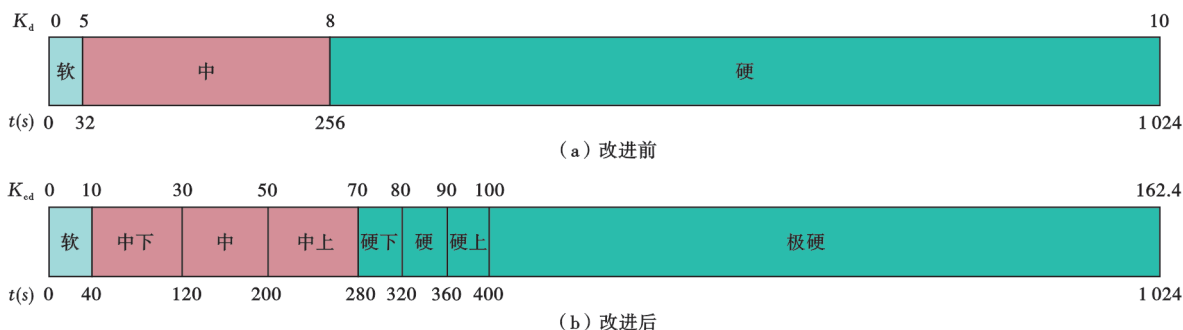 K_d 0 5 8 10
软 中 硬
t(s) 0 32 256 1 024
（a）改进前
K_cd 0 10 30 50 70 80 90 100 162.4
软 中下 中 中上 硬下 硬 硬上 极硬
t(s) 0 40 120 200 280 320 360 400 1 024
（b）改进后